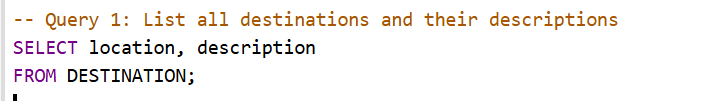 -- Query 1: List all destinations and their descriptions
SELECT location, description
FROM DESTINATION;